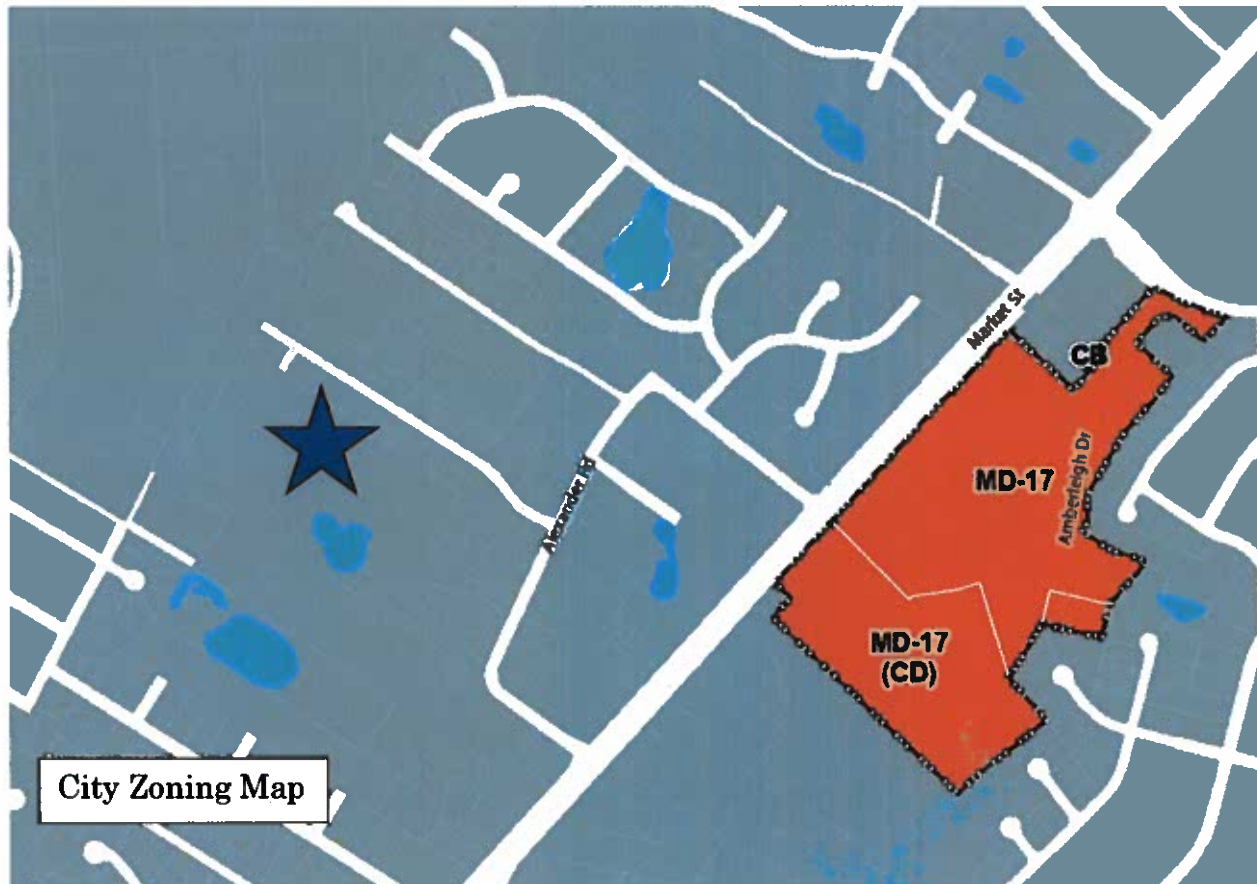 Market St
CB
MD-17
Amberleigh Dr
MD-17
(CD)
City Zoning Map